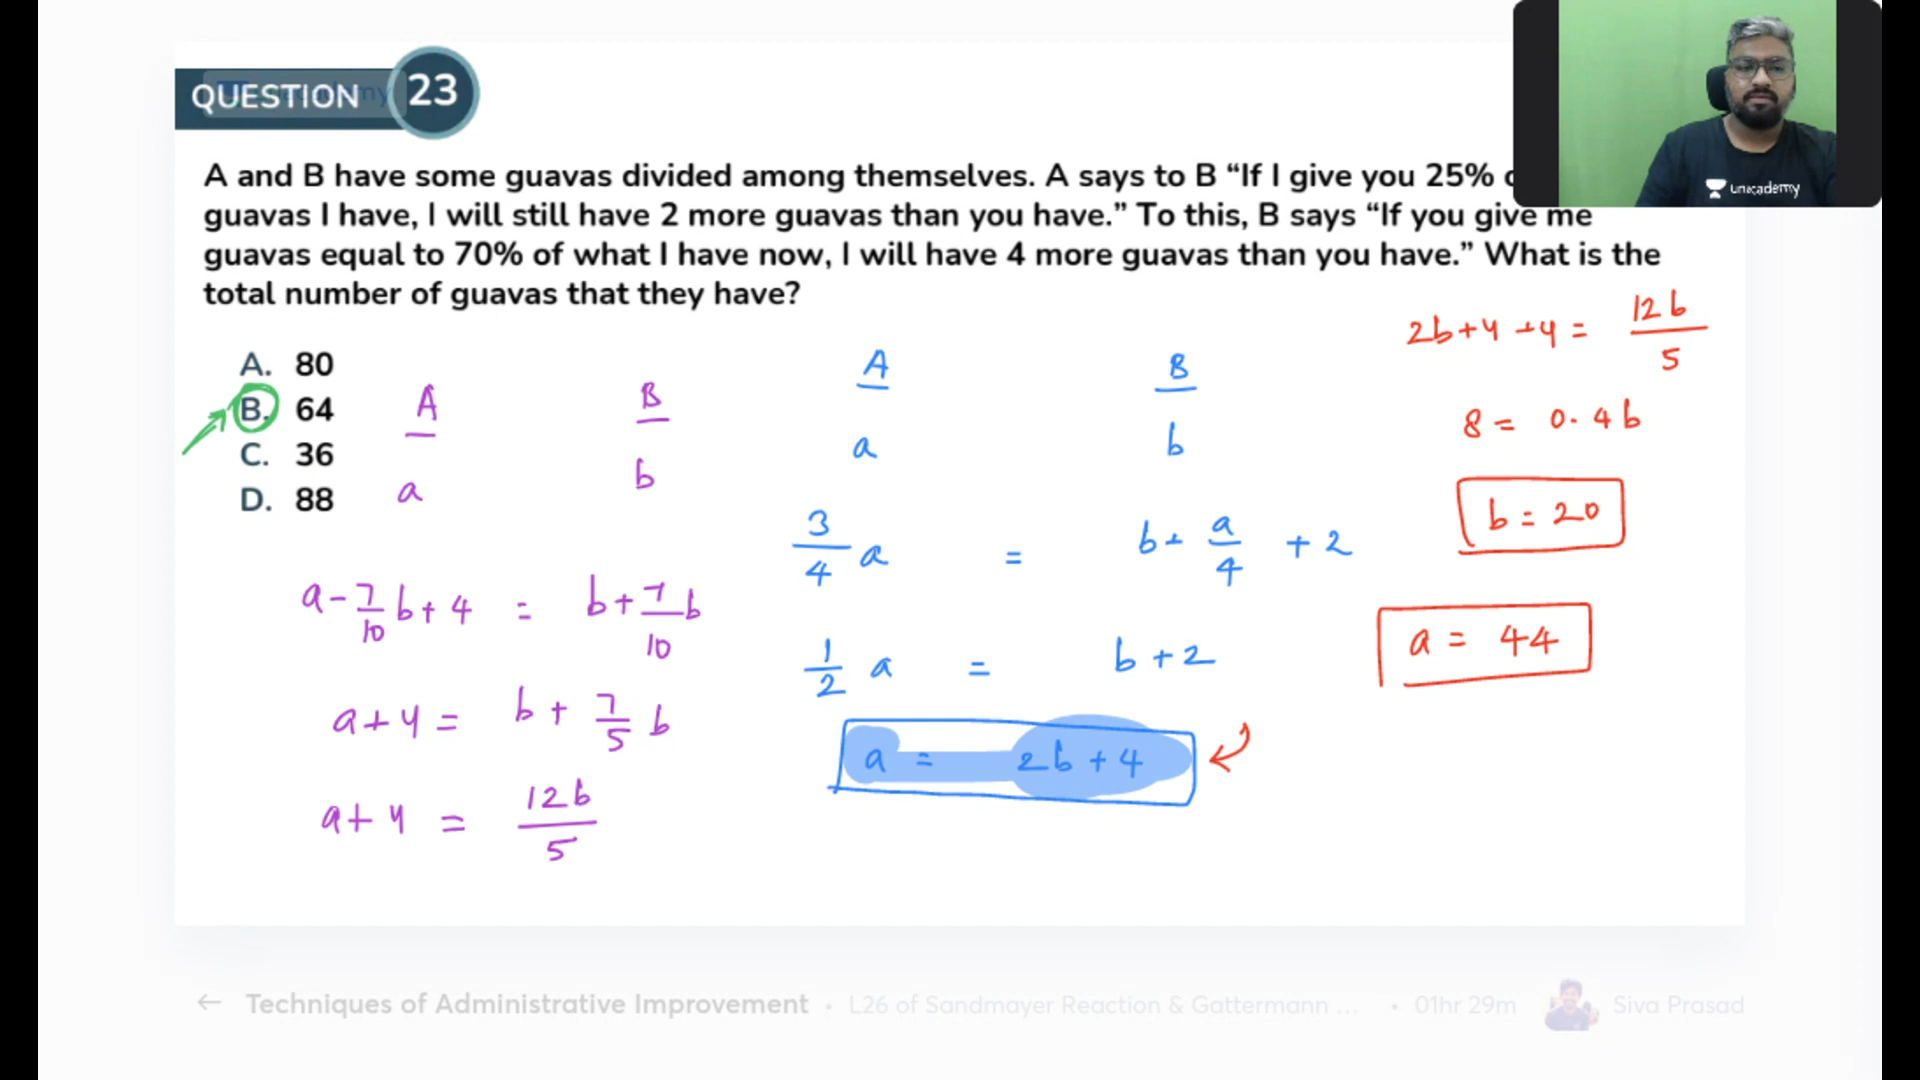 QUESTION 23
unacademy
A and B have some guavas divided among themselves. A says to B “If I give you 25%
guavas I have, I will still have 2 more guavas than you have.” To this, B says “If you give me
guavas equal to 70% of what I have now, I will have 4 more guavas than you have.” What is the
total number of guavas that they have?
A. 80
B. 64
C. 36
D. 88
A B
a b
a - 7/10 b + 4 = b + 7/10 b
a + 4 = b + 7/5 b
a + 4 = 12b/5
A B
a b
3/4 a = b + a/4 + 2
1/2 a = b + 2
a = 2b + 4
2b + 4 + 4 = 12b/5
8 = 0.4b
b = 20
a = 44
← Techniques of Administrative Improvement • L26 of Sandmayer Reaction & Gattermann ... • 01hr 29m Siva Prasad